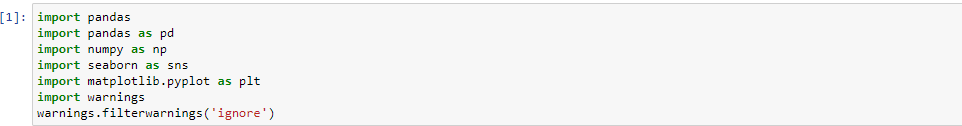 [1]: import pandas
import pandas as pd
import numpy as np
import seaborn as sns
import matplotlib.pyplot as plt
import warnings
warnings.filterwarnings('ignore')